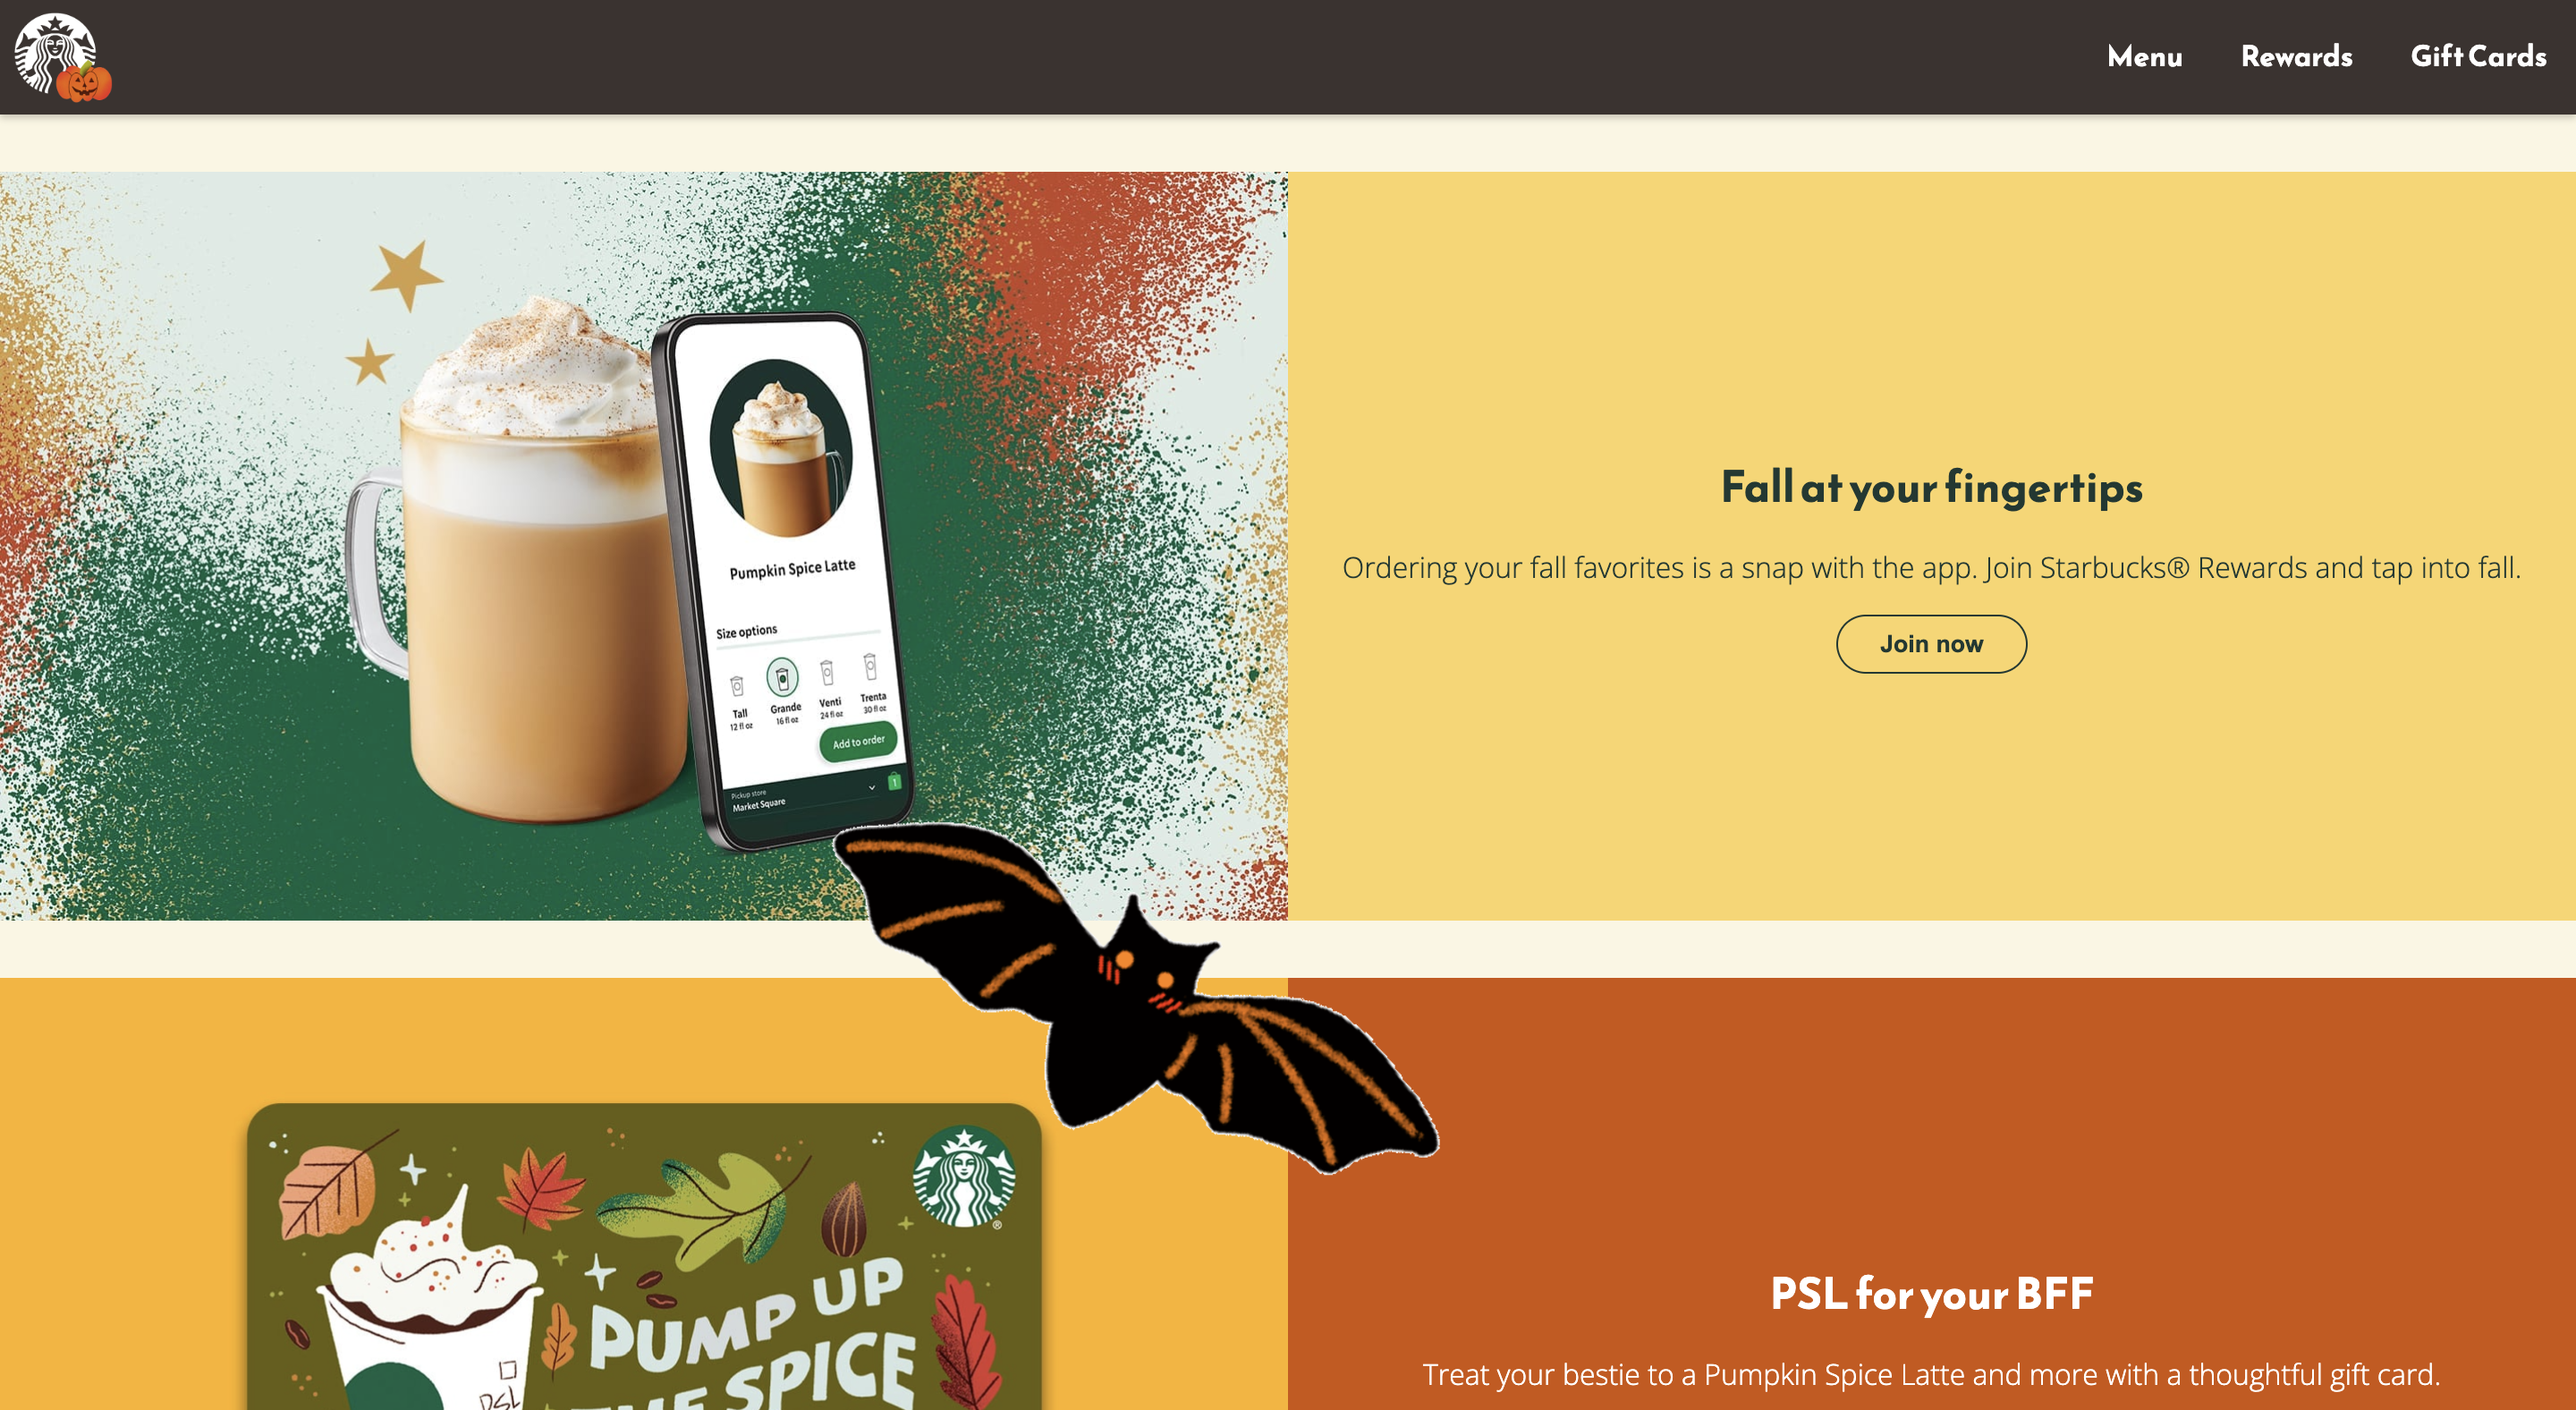 Menu Rewards Gift Cards
Pumpkin Spice Latte
Size options
Tall Grande Venti Trenta
12 fl oz 16 fl oz 24 fl oz 30 fl oz
Add to order
1
Pickup store
Market Square
Fall at your fingertips
Ordering your fall favorites is a snap with the app. Join Starbucks® Rewards and tap into fall.
Join now
®
PUMP UP
THE SPICE
PSL
PSL for your BFF
Treat your bestie to a Pumpkin Spice Latte and more with a thoughtful gift card.